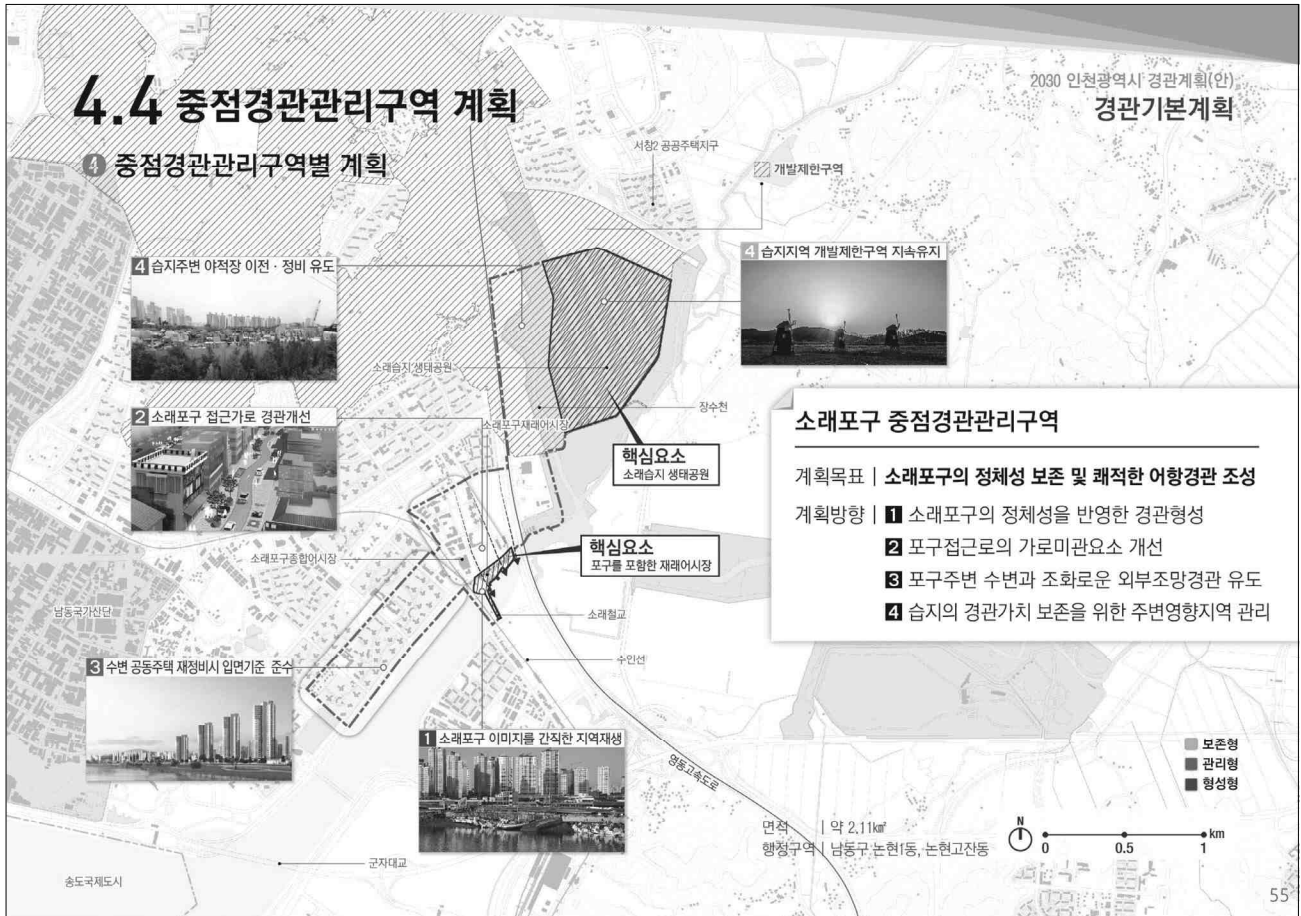 4.4 중점경관관리구역 계획
4 중점경관관리구역별 계획
2030 인천광역시 경관계획(안)
경관기본계획
서창2 공공주택지구
개발제한구역
4 습지주변 야적장 이전 · 정비 유도
4 습지지역 개발제한구역 지속유지
소래습지 생태공원
장수천
2 소래포구 접근가로 경관개선
소래포구재래어시장
핵심요소
소래습지 생태공원
소래포구 중점경관관리구역
계획목표 | 소래포구의 정체성 보존 및 쾌적한 어항경관 조성
계획방향 | 1 소래포구의 정체성을 반영한 경관형성
2 포구접근로의 가로미관요소 개선
3 포구주변 수변과 조화로운 외부조망경관 유도
4 습지의 경관가치 보존을 위한 주변영향지역 관리
소래포구종합어시장
핵심요소
포구를 포함한 재래어시장
남동국가산단
소래철교
수인선
3 수변 공동주택 재정비시 입면기준 준수
1 소래포구 이미지를 간직한 지역재생
영동고속도로
보존형
관리형
형성형
면적 | 약 2.11㎢
행정구역 | 남동구 논현1동, 논현고잔동
N
0 0.5 1 km
군자대교
송도국제도시
55